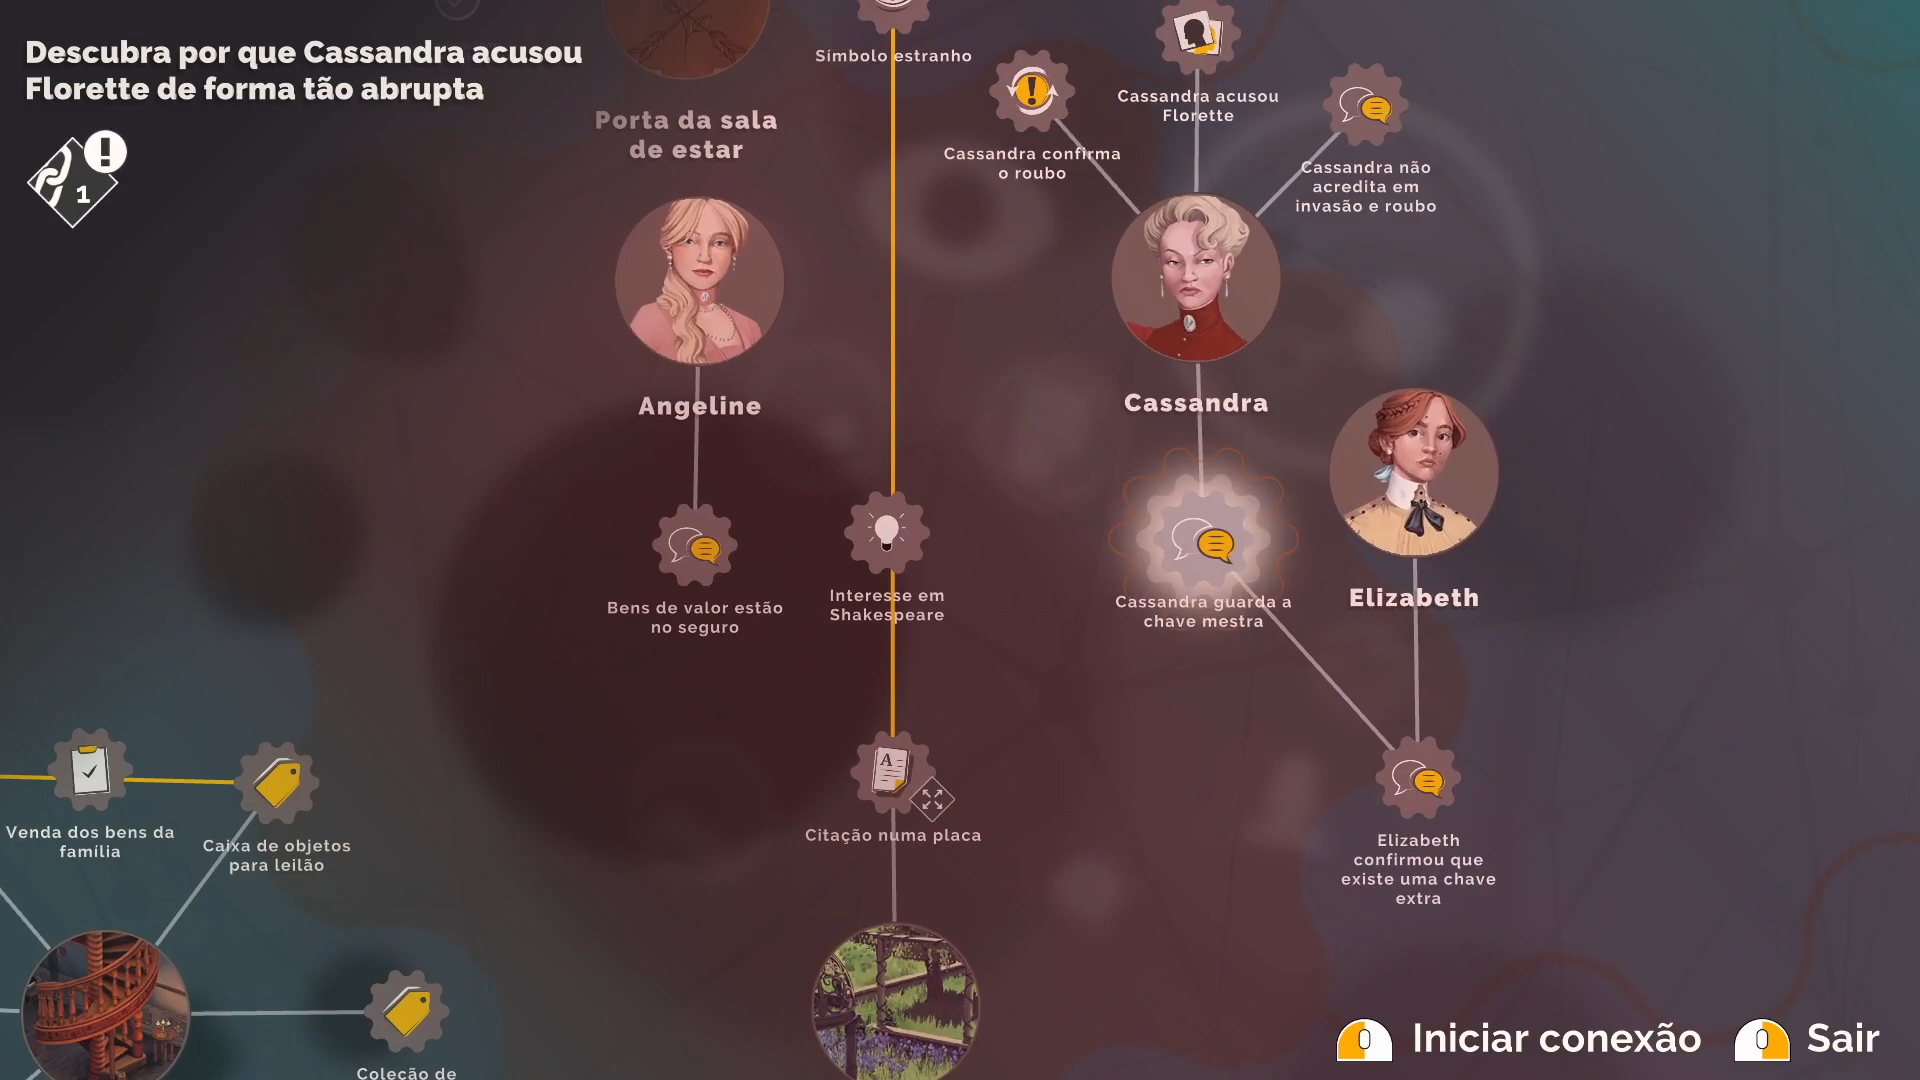 Descubra por que Cassandra acusou
Florette de forma tão abrupta
1
Símbolo estranho
Porta da sala
de estar
Cassandra confirma
o roubo
Cassandra acusou
Florette
Cassandra não
acredita em
invasão e roubo
Angeline
Cassandra
Elizabeth
Bens de valor estão
no seguro
Interesse em
Shakespeare
Cassandra guarda a
chave mestra
Venda dos bens da
família
Caixa de objetos
para leilão
A
Citação numa placa
Elizabeth
confirmou que
existe uma chave
extra
Coleção de
Iniciar conexão
Sair